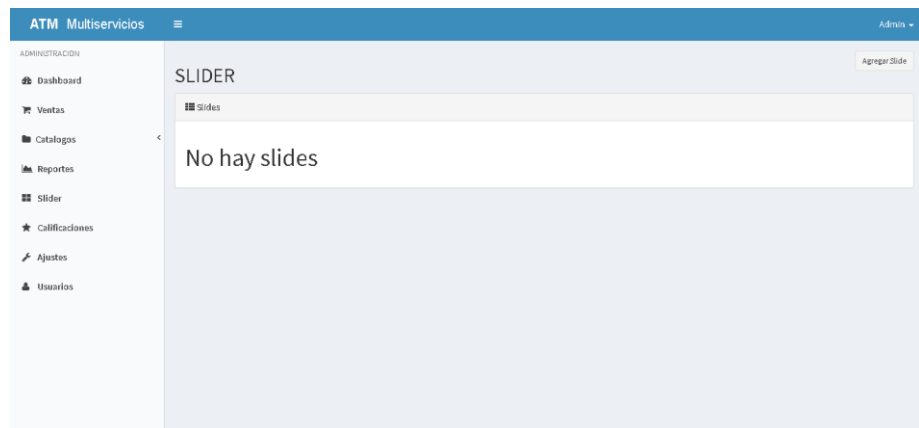 ATM Multiservicios
Admin
ADMINISTRACION
Dashboard
Ventas
Catalogos
Reportes
Slider
Calificaciones
Ajustes
Usuarios
Agregar Slide
SLIDER
Slides
No hay slides